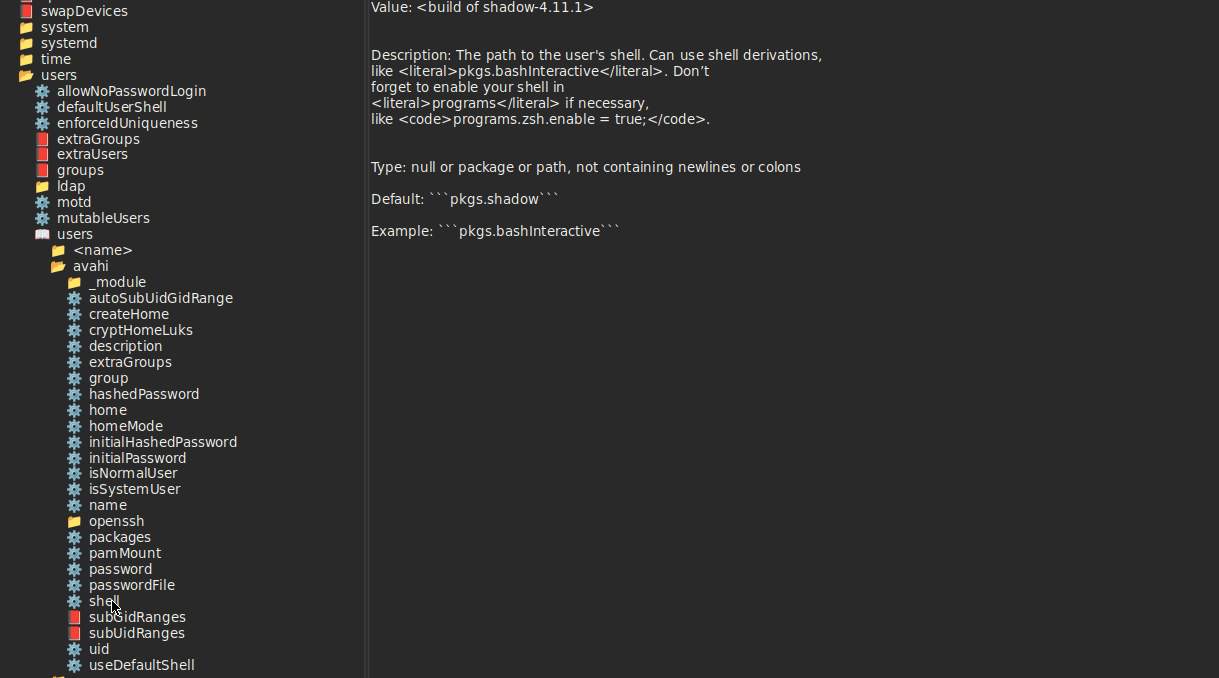 swapDevices
system
systemd
time
users
allowNoPasswordLogin
defaultUserShell
enforceIdUniqueness
extraGroups
extraUsers
groups
ldap
motd
mutableUsers
users
<name>
avahi
_module
autoSubUidGidRange
createHome
cryptHomeLuks
description
extraGroups
group
hashedPassword
home
homeMode
initialHashedPassword
initialPassword
isNormalUser
isSystemUser
name
openssh
packages
pamMount
password
passwordFile
shell
subGidRanges
subUidRanges
uid
useDefaultShell
Value: <build of shadow-4.11.1>
Description: The path to the user's shell. Can use shell derivations,
like <literal>pkgs.bashInteractive</literal>. Don’t
forget to enable your shell in
<literal>programs</literal> if necessary,
like <code>programs.zsh.enable = true;</code>.
Type: null or package or path, not containing newlines or colons
Default: ```pkgs.shadow```
Example: ```pkgs.bashInteractive```